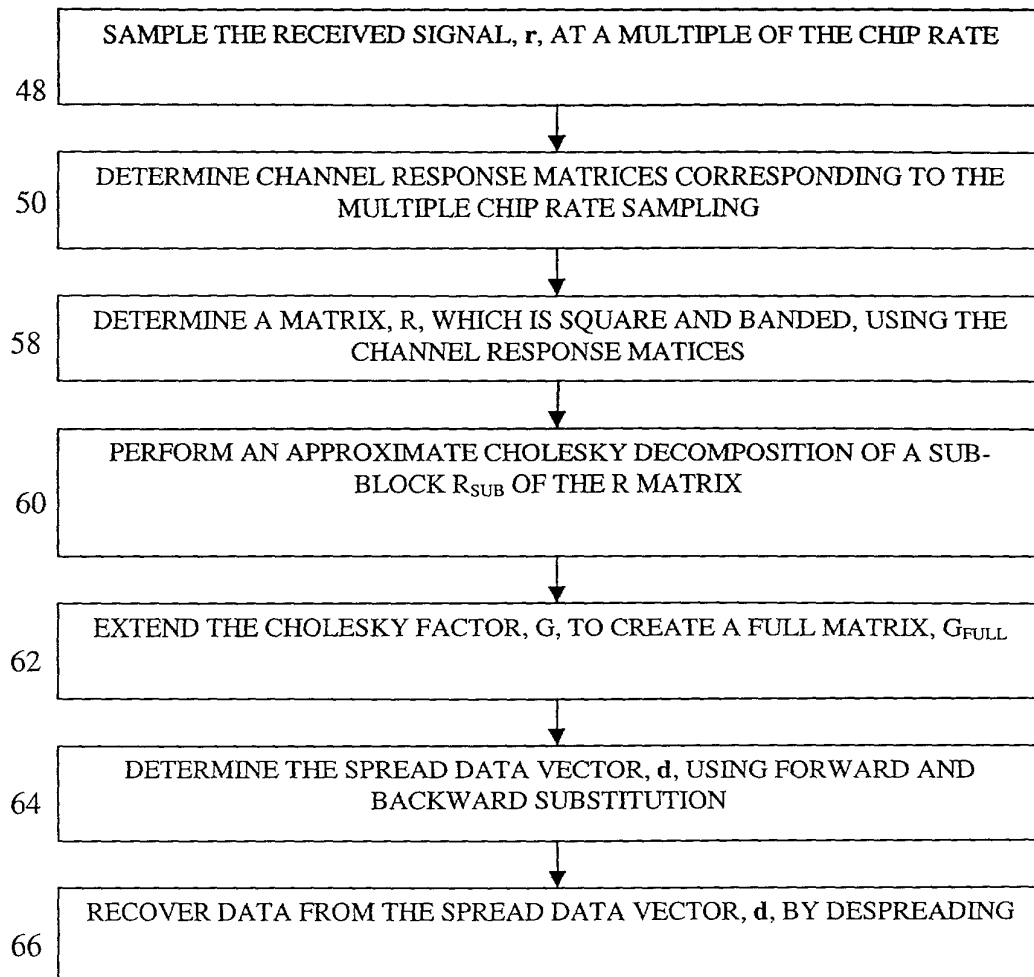 SAMPLE THE RECEIVED SIGNAL, r, AT A MULTIPLE OF THE CHIP RATE
48
DETERMINE CHANNEL RESPONSE MATRICES CORRESPONDING TO THE
MULTIPLE CHIP RATE SAMPLING
50
DETERMINE A MATRIX, R, WHICH IS SQUARE AND BANDED, USING THE
CHANNEL RESPONSE MATICES
58
PERFORM AN APPROXIMATE CHOLESKY DECOMPOSITION OF A SUB-
BLOCK RSUB OF THE R MATRIX
60
EXTEND THE CHOLESKY FACTOR, G, TO CREATE A FULL MATRIX, GFULL
62
DETERMINE THE SPREAD DATA VECTOR, d, USING FORWARD AND
BACKWARD SUBSTITUTION
64
RECOVER DATA FROM THE SPREAD DATA VECTOR, d, BY DESPREADING
66